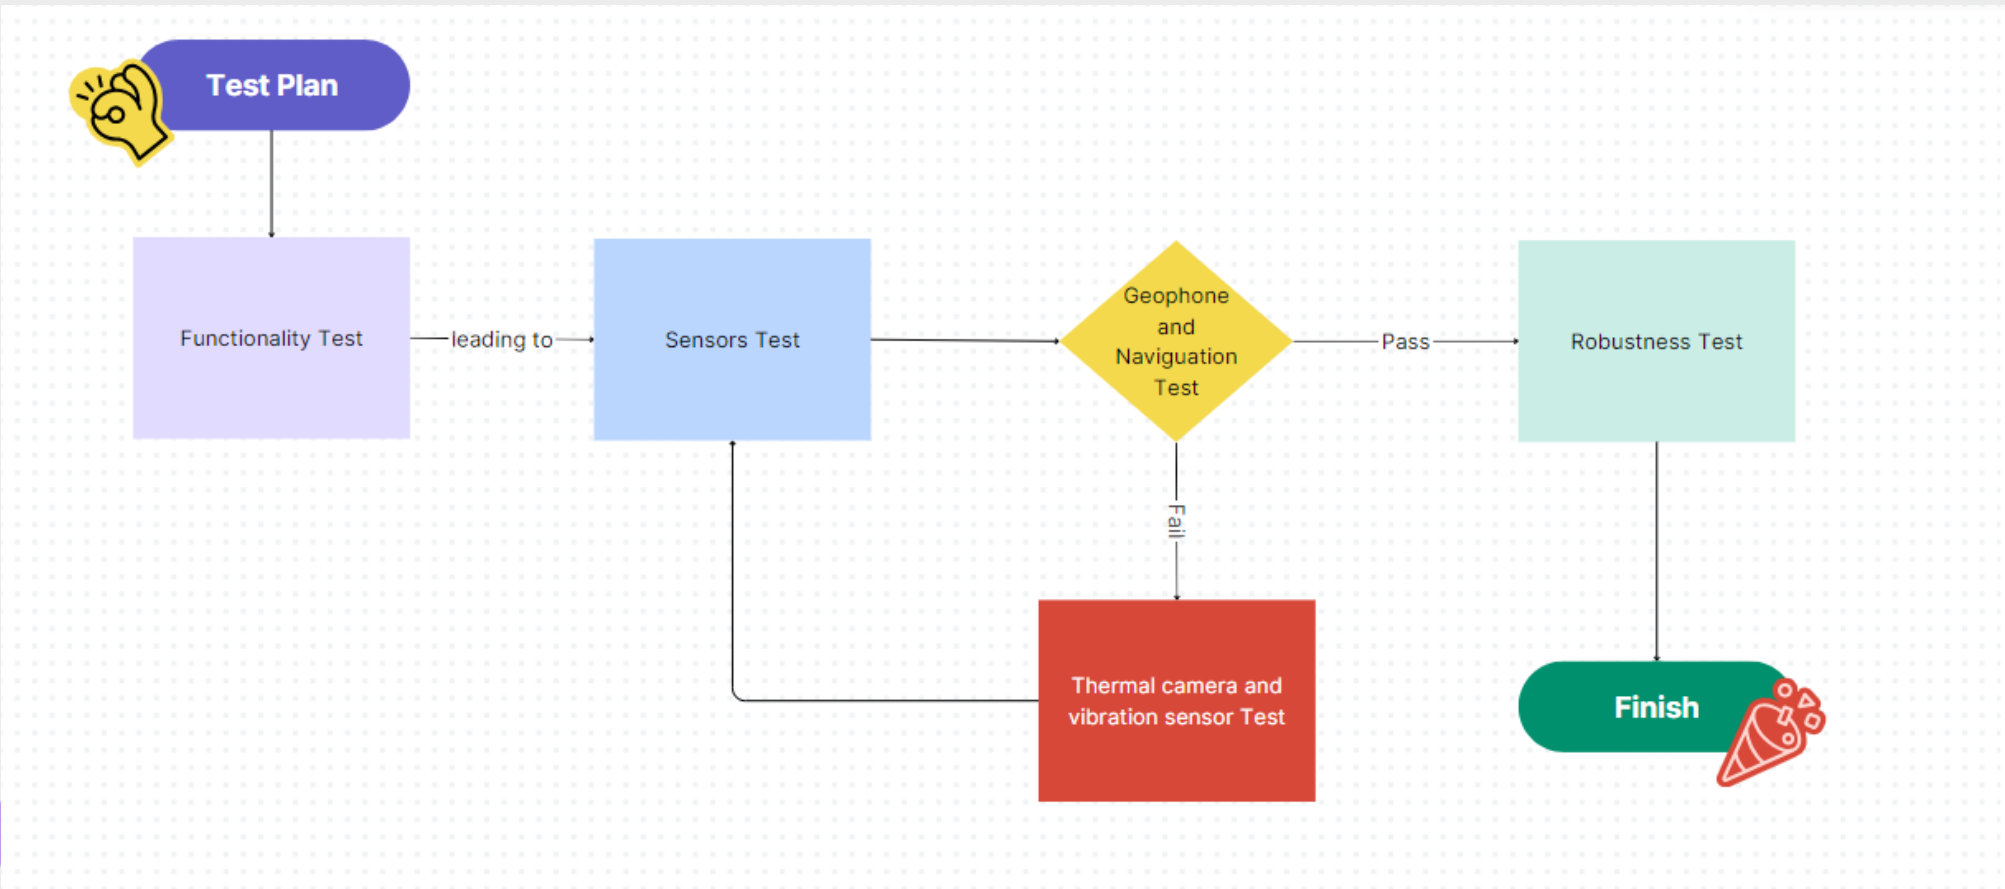 Test Plan
Functionality Test
leading to
Sensors Test
Geophone
and
Naviguation
Test
Pass
Robustness Test
Fail
Thermal camera and
vibration sensor Test
Finish